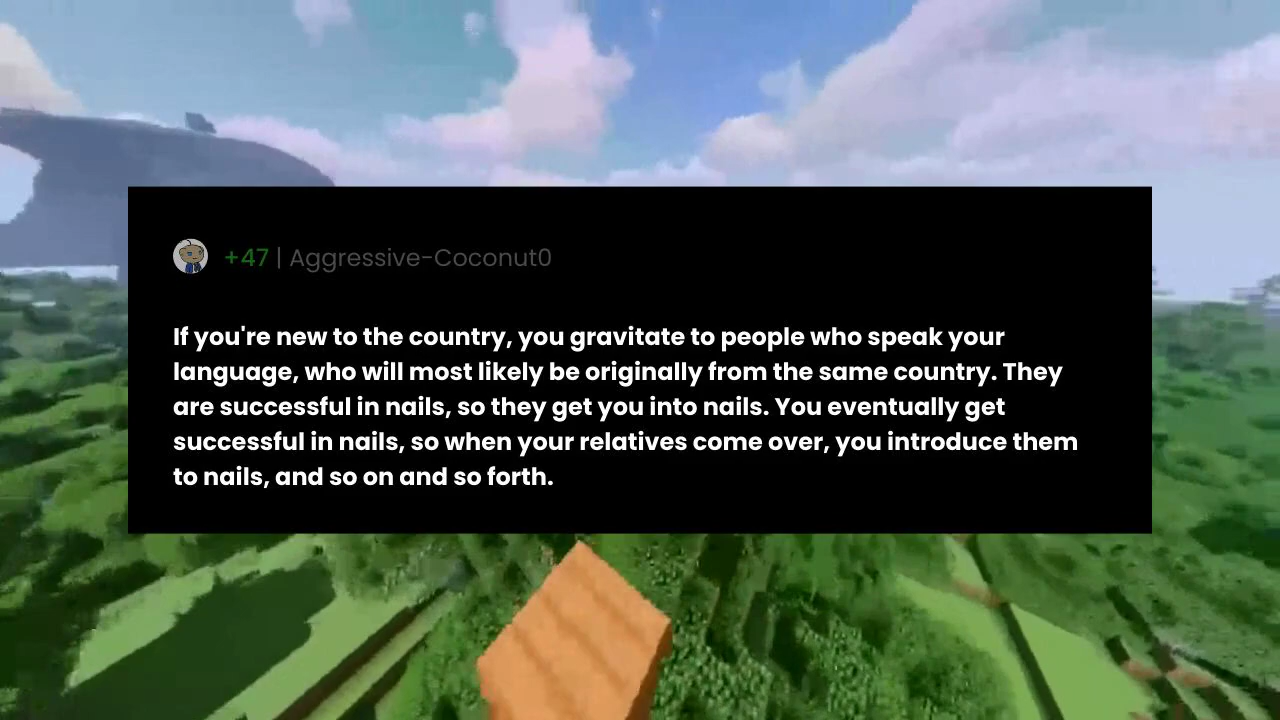 +47 | Aggressive-Coconut0
If you're new to the country, you gravitate to people who speak your
language, who will most likely be originally from the same country. They
are successful in nails, so they get you into nails. You eventually get
successful in nails, so when your relatives come over, you introduce them
to nails, and so on and so forth.